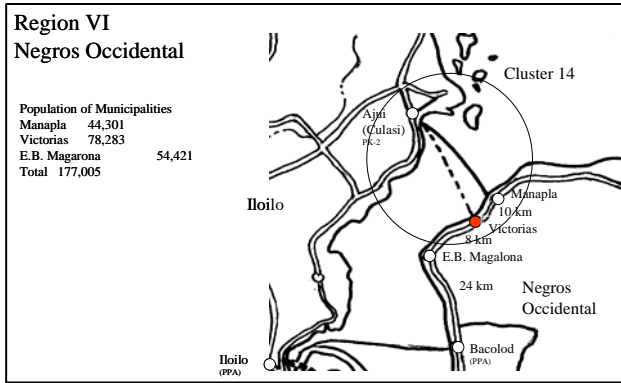 Region VI
Negros Occidental
Population of Municipalities
Manapla 44,301
Victorias 78,283
E.B. Magarona 54,421
Total 177,005
Cluster 14
Ajui
(Culasi)
PK-2
Iloilo
Manapla
10 km
Victorias
8 km
E.B. Magalona
24 km
Negros
Occidental
Bacolod
(PPA)
Iloilo
(PPA)